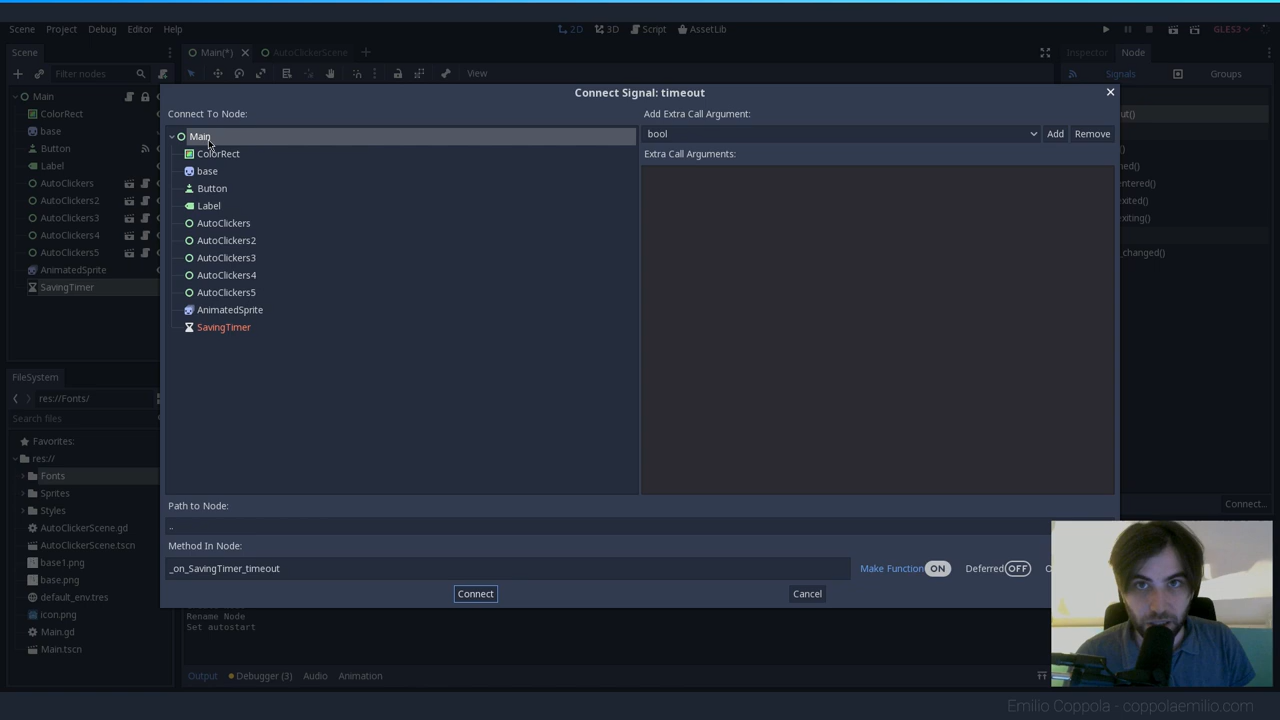 Scene Project Debug Editor Help 2D 3D Script AssetLib GLES3
Scene Main(*) AutoClickerScene Inspector Node
Filter nodes View Signals Groups
Main
ColorRect
base
Button
Label
AutoClickers
AutoClickers2
AutoClickers3
AutoClickers4
AutoClickers5
AnimatedSprite
SavingTimer
Connect Signal: timeout
Connect To Node:
Main
ColorRect
base
Button
Label
AutoClickers
AutoClickers2
AutoClickers3
AutoClickers4
AutoClickers5
AnimatedSprite
SavingTimer
Add Extra Call Argument:
bool Add Remove
Extra Call Arguments:
Path to Node:
..
Method In Node:
_on_SavingTimer_timeout Make Function ON Deferred OFF O
Connect Cancel
ut()
)
ned()
entered()
exited()
exiting()
_changed()
Connect...
FileSystem
res://Fonts/
Search files
Favorites:
res://
Fonts
Sprites
Styles
AutoClickerScene.gd
AutoClickerScene.tscn
base1.png
base.png
default_env.tres
icon.png
Main.gd
Main.tscn
Rename Node
Set autostart
Output Debugger (3) Audio Animation
Emilio Coppola - coppolaemilio.com